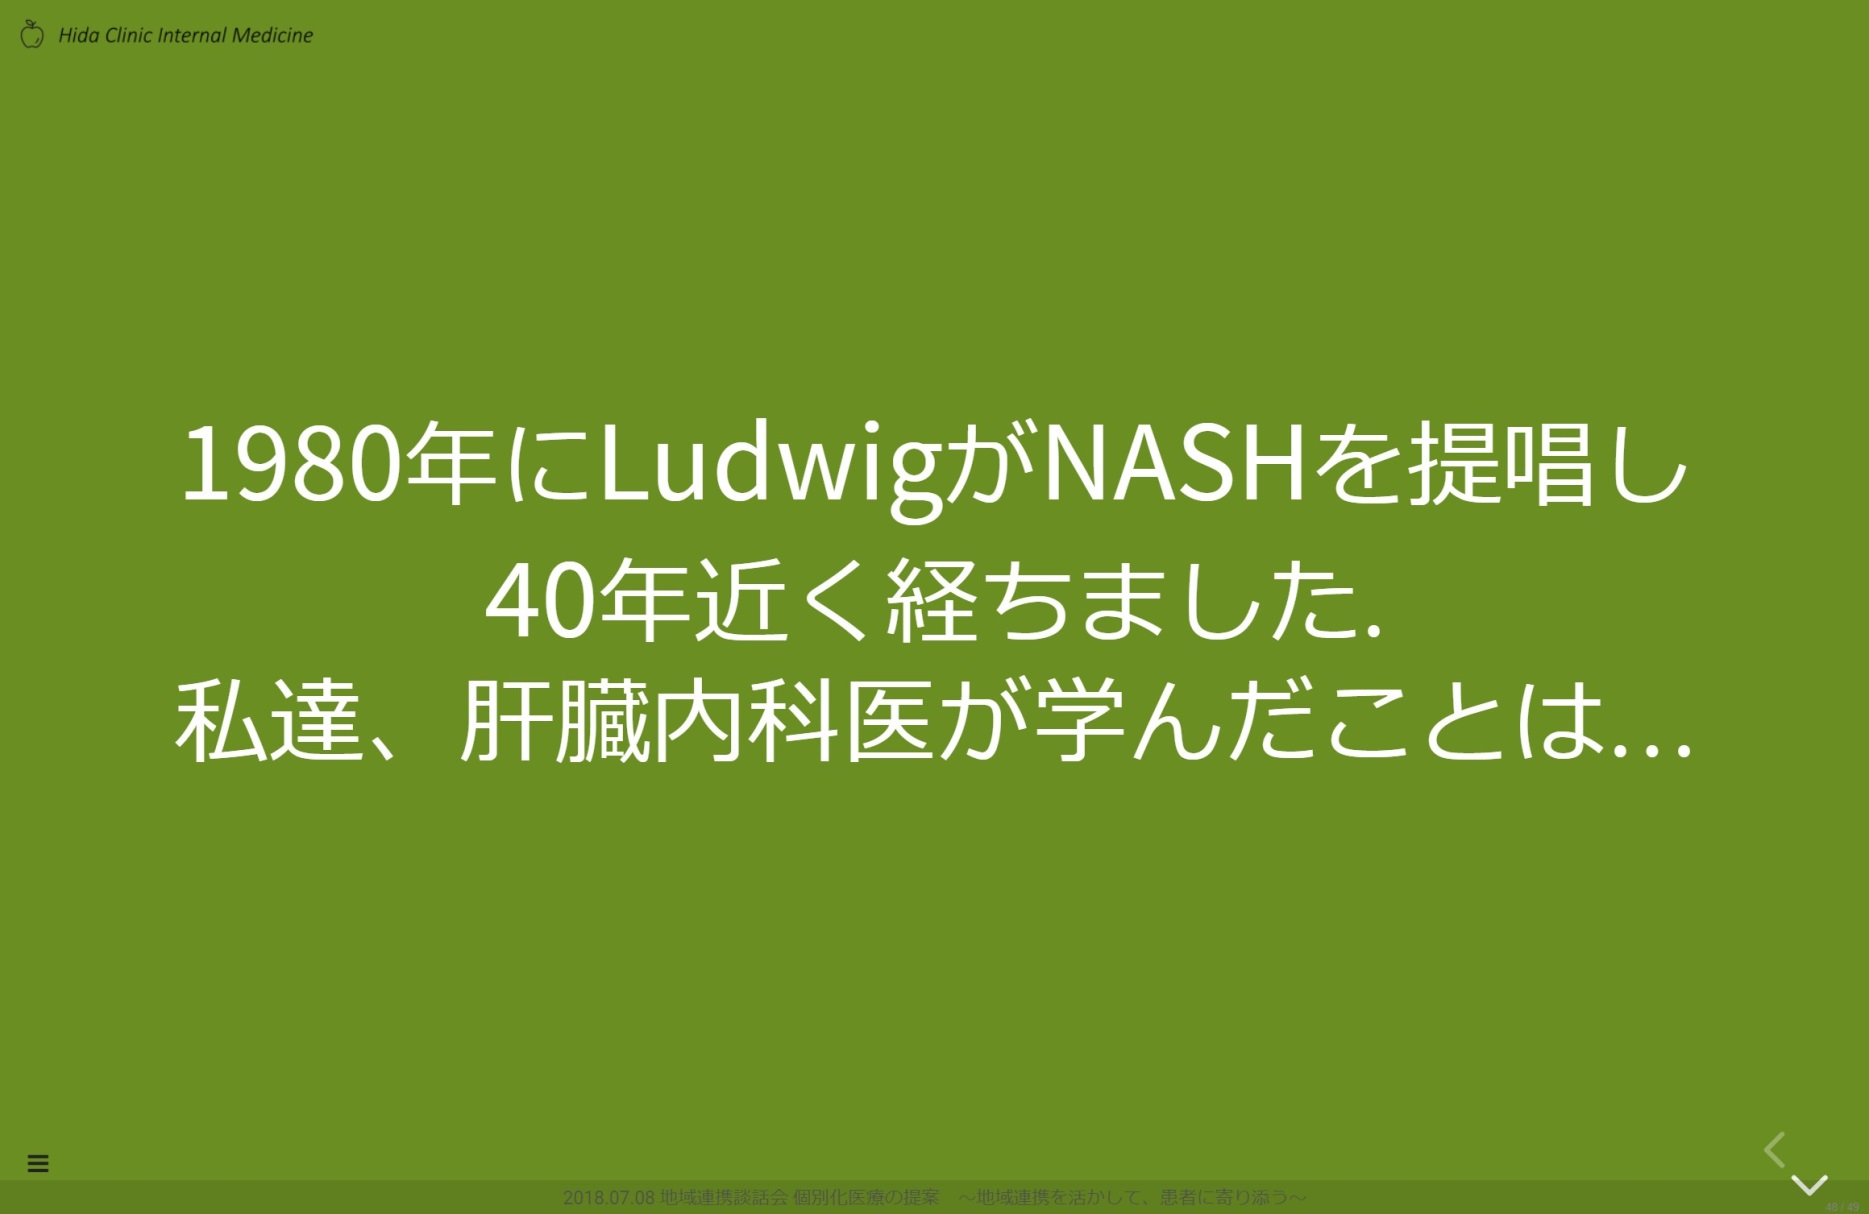 Hida Clinic Internal Medicine
1980年にLudwigがNASHを提唱し
40年近く経ちました.
私達、肝臓内科医が学んだことは...
2018.07.08 地域連携談話会 個別化医療の提案　～地域連携を活かして、患者に寄り添う～
48 / 49